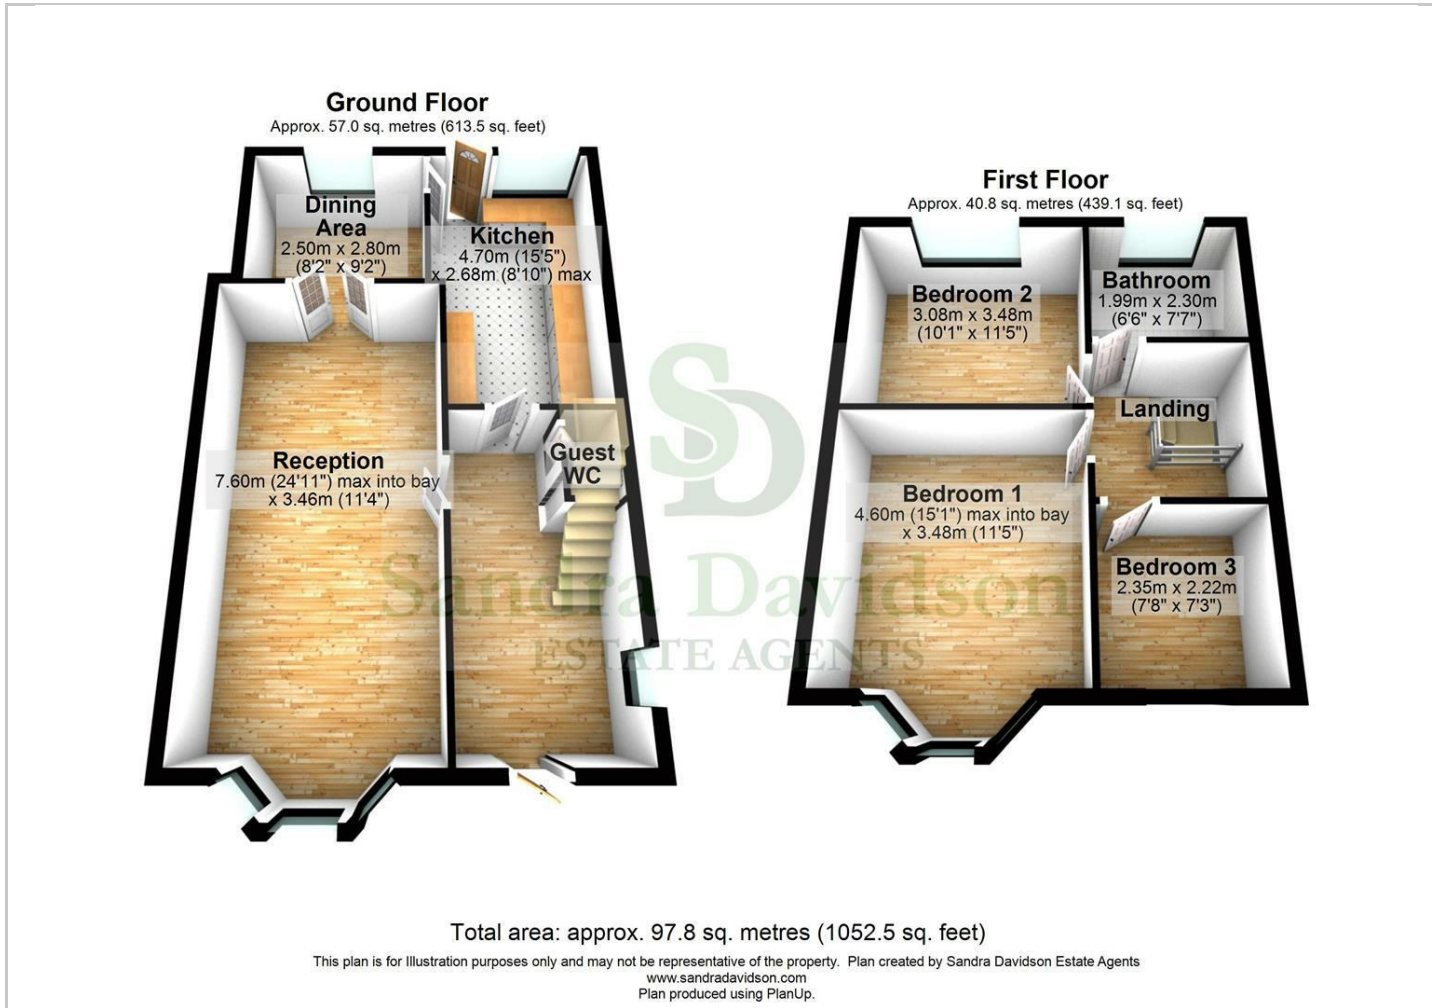 Ground Floor
Approx. 57.0 sq. metres (613.5 sq. feet)
Dining
Area
2.50m x 2.80m
(8'2" x 9'2")
Kitchen
4.70m (15'5")
x 2.68m (8'10") max
Reception
7.60m (24'11") max into bay
x 3.46m (11'4")
Guest
WC
First Floor
Approx. 40.8 sq. metres (439.1 sq. feet)
Bedroom 2
3.08m x 3.48m
(10'1" x 11'5")
Bathroom
1.99m x 2.30m
(6'6" x 7'7")
Landing
Bedroom 1
4.60m (15'1") max into bay
x 3.48m (11'5")
Bedroom 3
2.35m x 2.22m
(7'8" x 7'3")
SD
Sandra Davidson
ESTATE AGENTS
Total area: approx. 97.8 sq. metres (1052.5 sq. feet)
This plan is for Illustration purposes only and may not be representative of the property.  Plan created by Sandra Davidson Estate Agents
www.sandradavidson.com
Plan produced using PlanUp.